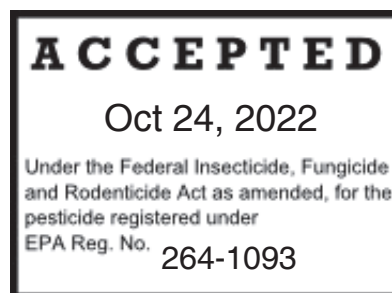 ACCEPTED
Oct 24, 2022
Under the Federal Insecticide, Fungicide
and Rodenticide Act as amended, for the
pesticide registered under
EPA Reg. No. 264-1093